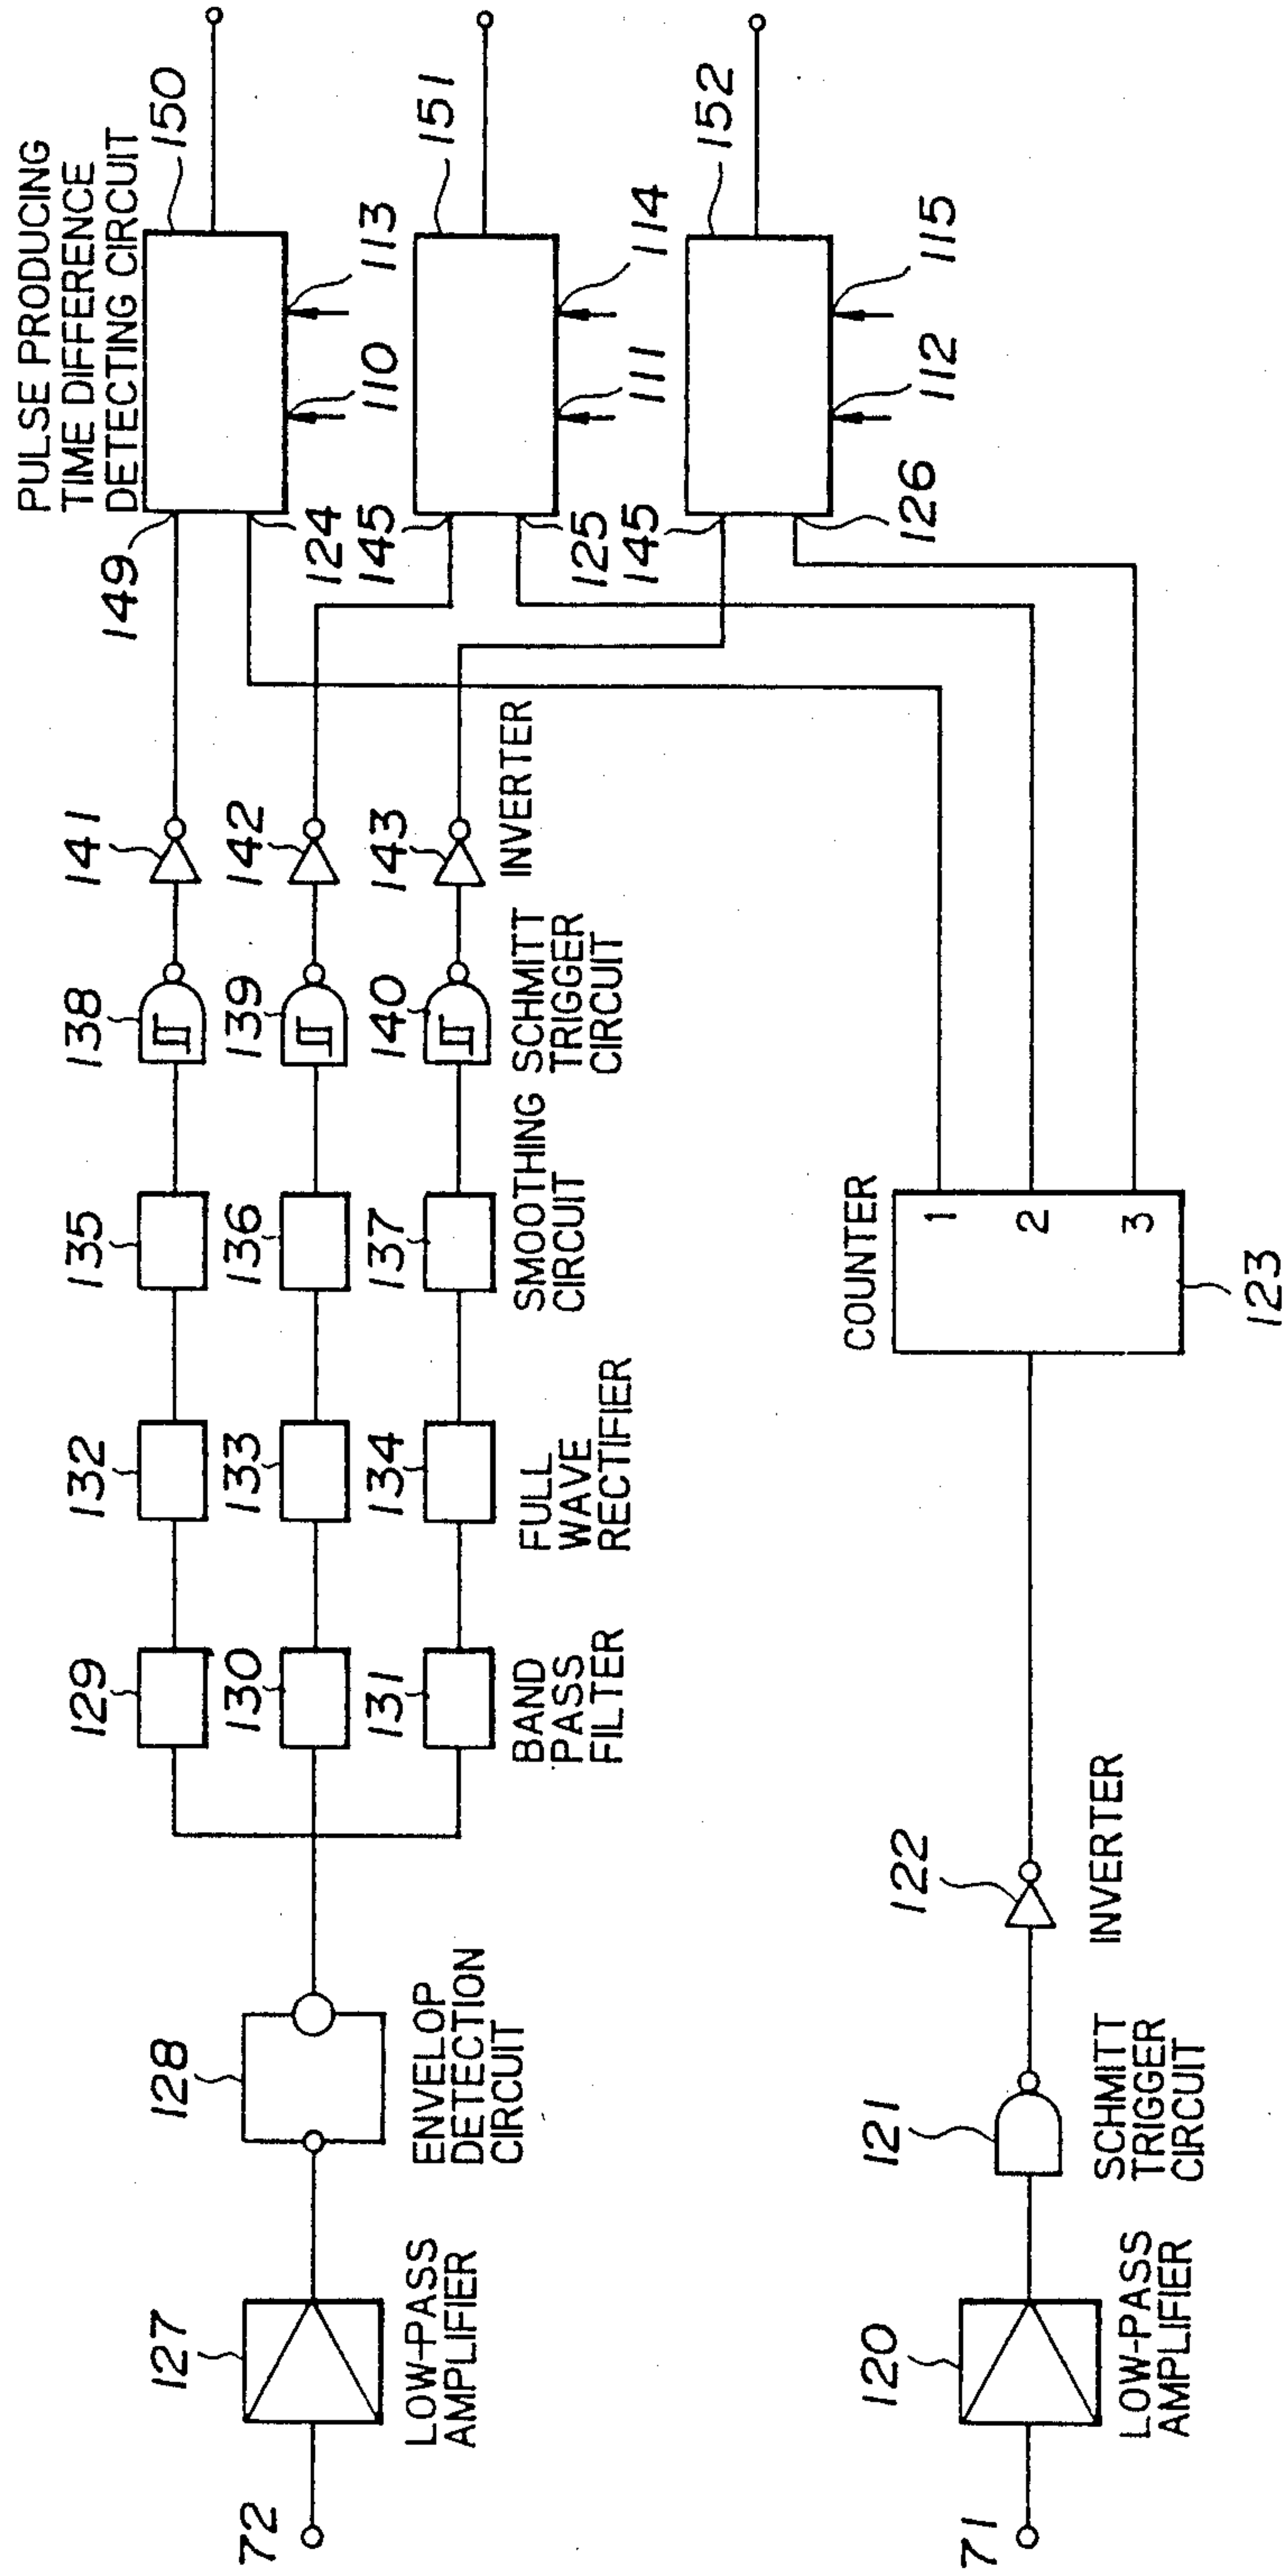 PULSE PRODUCING
TIME DIFFERENCE
DETECTING CIRCUIT
150
149
124
110
113
145
125
111
114
151
145
126
112
115
152
141
142
143
INVERTER
138
139
140
SCHMITT
TRIGGER
CIRCUIT
135
136
137
SMOOTHING
CIRCUIT
132
133
134
FULL
WAVE
RECTIFIER
129
130
131
BAND
PASS
FILTER
128
ENVELOP
DETECTION
CIRCUIT
127
LOW-PASS
AMPLIFIER
72
COUNTER
1
2
3
123
122
INVERTER
121
SCHMITT
TRIGGER
CIRCUIT
120
LOW-PASS
AMPLIFIER
71